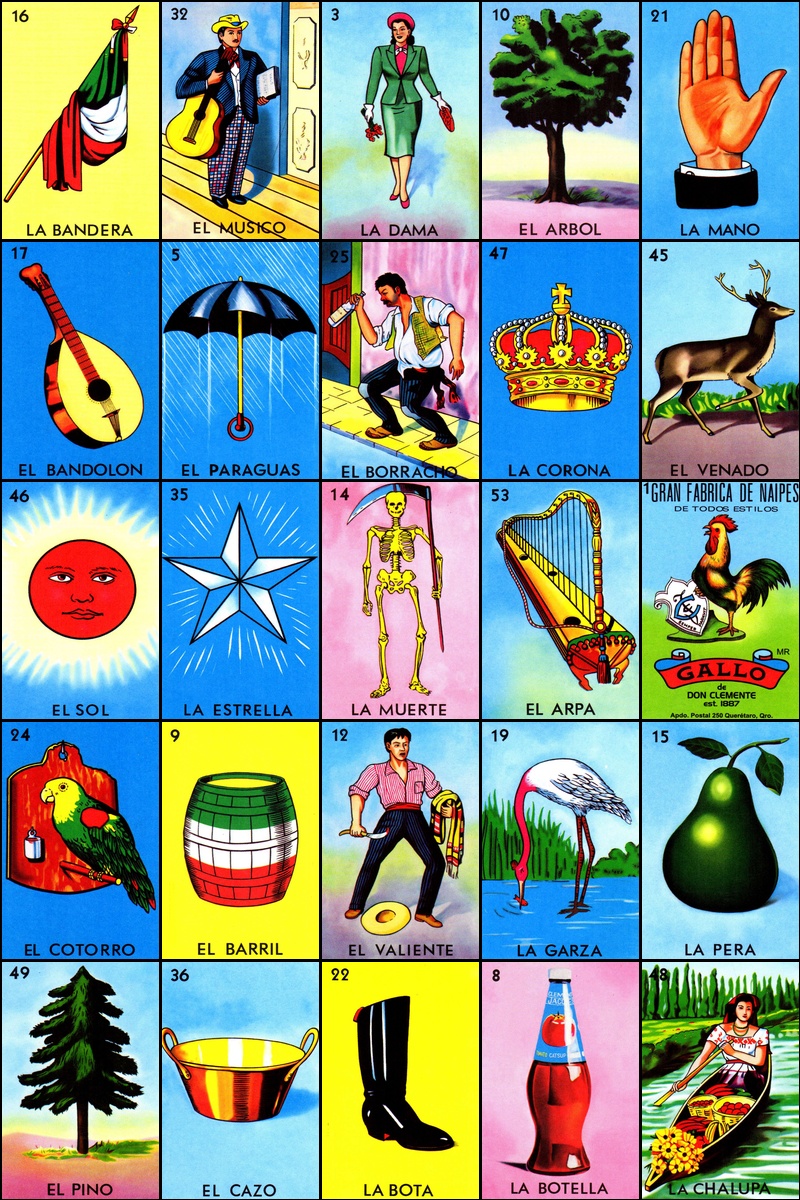 16
LA BANDERA
32
EL MUSICO
3
LA DAMA
10
EL ARBOL
21
LA MANO
17
EL BANDOLON
5
EL PARAGUAS
25
EL BORRACHO
47
LA CORONA
45
EL VENADO
46
EL SOL
35
LA ESTRELLA
14
LA MUERTE
53
EL ARPA
1
GRAN FABRICA DE NAIPES
DE TODOS ESTILOS
MR
GALLO
de
DON CLEMENTE
est. 1887
Apdo. Postal 250 Querétaro, Qro.
24
EL COTORRO
9
EL BARRIL
12
EL VALIENTE
19
LA GARZA
15
LA PERA
49
EL PINO
36
EL CAZO
22
LA BOTA
8
CATSUP
LA BOTELLA
48
LA CHALUPA